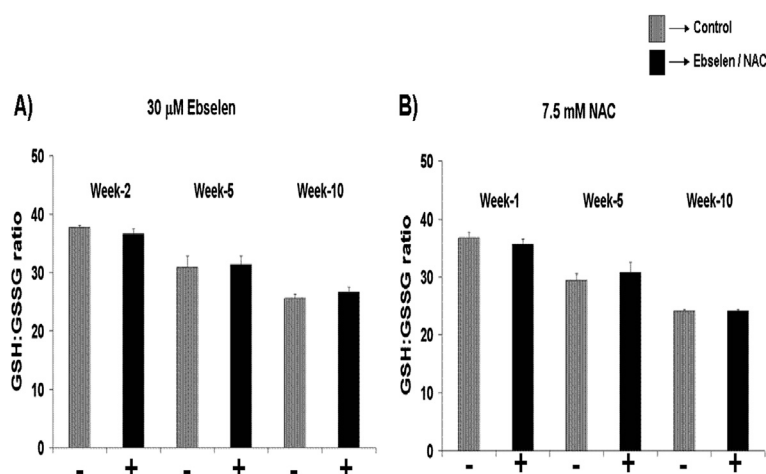 → Control
→ Ebselen / NAC
A)
30 µM Ebselen
GSH:GSSG ratio
50
40
30
20
10
0
Week-2
Week-5
Week-10
- + - + - +
B)
7.5 mM NAC
GSH:GSSG ratio
50
40
30
20
10
0
Week-1
Week-5
Week-10
- + - + - +